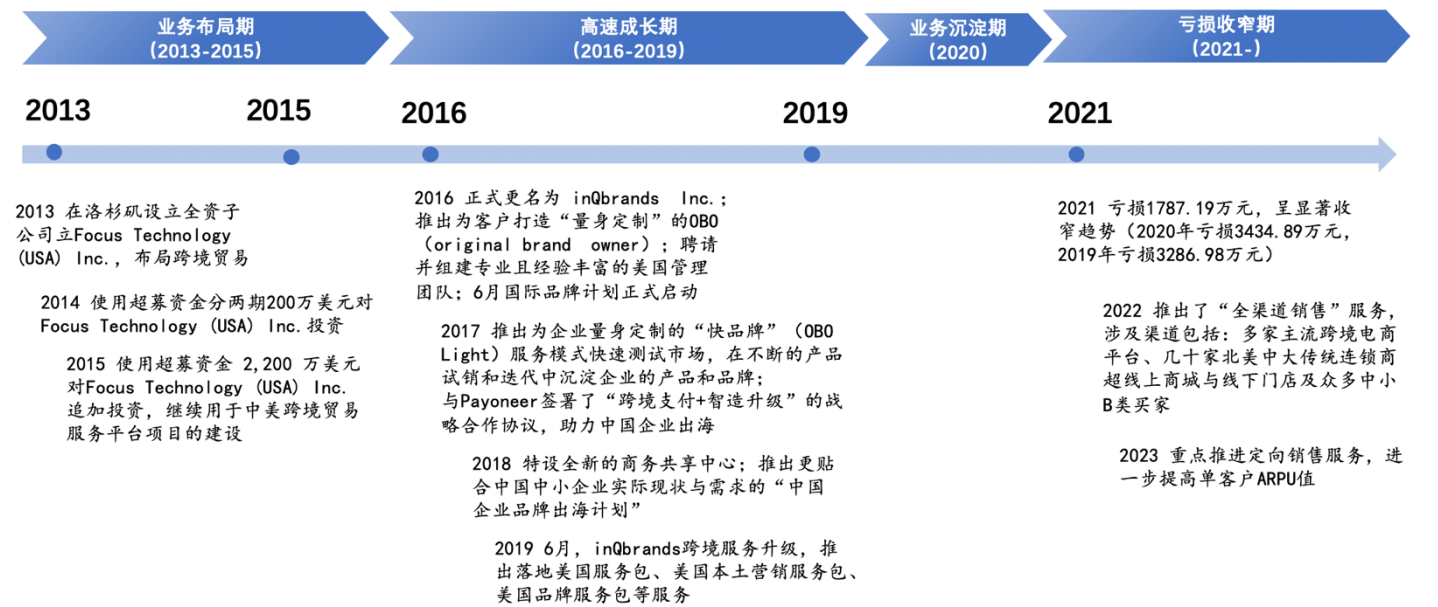 业务布局期
(2013-2015)
高速成长期
(2016-2019)
业务沉淀期
(2020)
亏损收窄期
(2021-)
2013
2015
2016
2019
2021
2013 在洛杉矶设立全资子
公司立Focus Technology
(USA) Inc.，布局跨境贸易
2014 使用超募资金分两期200万美元对
Focus Technology (USA) Inc.投资
2015 使用超募资金 2,200 万美元
对Focus Technology (USA) Inc.
追加投资，继续用于中美跨境贸易
服务平台项目的建设
2016 正式更名为 inQbrands Inc.；
推出为客户打造“量身定制”的OBO
（original brand owner）；聘请
并组建专业且经验丰富的美国管理
团队；6月国际品牌计划正式启动
2017 推出为企业量身定制的“快品牌”（OBO
Light）服务模式快速测试市场，在不断的产品
试销和迭代中沉淀企业的产品和品牌；
与Payoneer签署了“跨境支付+智造升级”的战
略合作协议，助力中国企业出海
2018 特设全新的商务共享中心；推出更贴
合中国中小企业实际现状与需求的“中国
企业品牌出海计划”
2019 6月，inQbrands跨境服务升级，推
出落地美国服务包、美国本土营销服务包、
美国品牌服务包等服务
2021 亏损1787.19万元，呈显著收
窄趋势（2020年亏损3434.89万元，
2019年亏损3286.98万元）
2022 推出了“全渠道销售”服务，
涉及渠道包括：多家主流跨境电商
平台、几十家北美中大传统连锁商
超线上商城与线下门店及众多中小
B类买家
2023 重点推进定向销售服务，进
一步提高单客户ARPU值